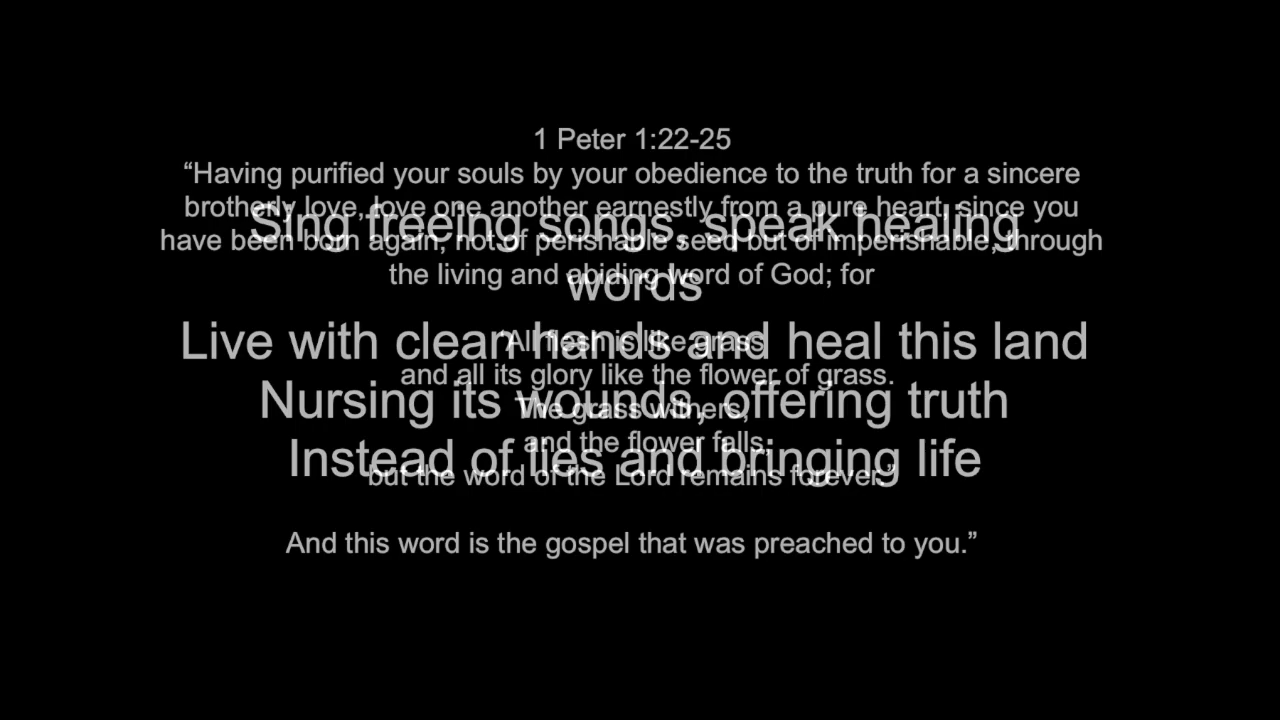 1 Peter 1:22-25
“Having purified your souls by your obedience to the truth for a sincere
brotherly love, love one another earnestly from a pure heart, since you
have been born again, not of perishable seed but of imperishable, through
the living and abiding word of God; for
‘All flesh is like grass
and all its glory like the flower of grass.
The grass withers,
and the flower falls,
but the word of the Lord remains forever.’
And this word is the gospel that was preached to you.”
Sing freeing songs, speak healing
words
Live with clean hands and heal this land
Nursing its wounds, offering truth
Instead of lies and bringing life